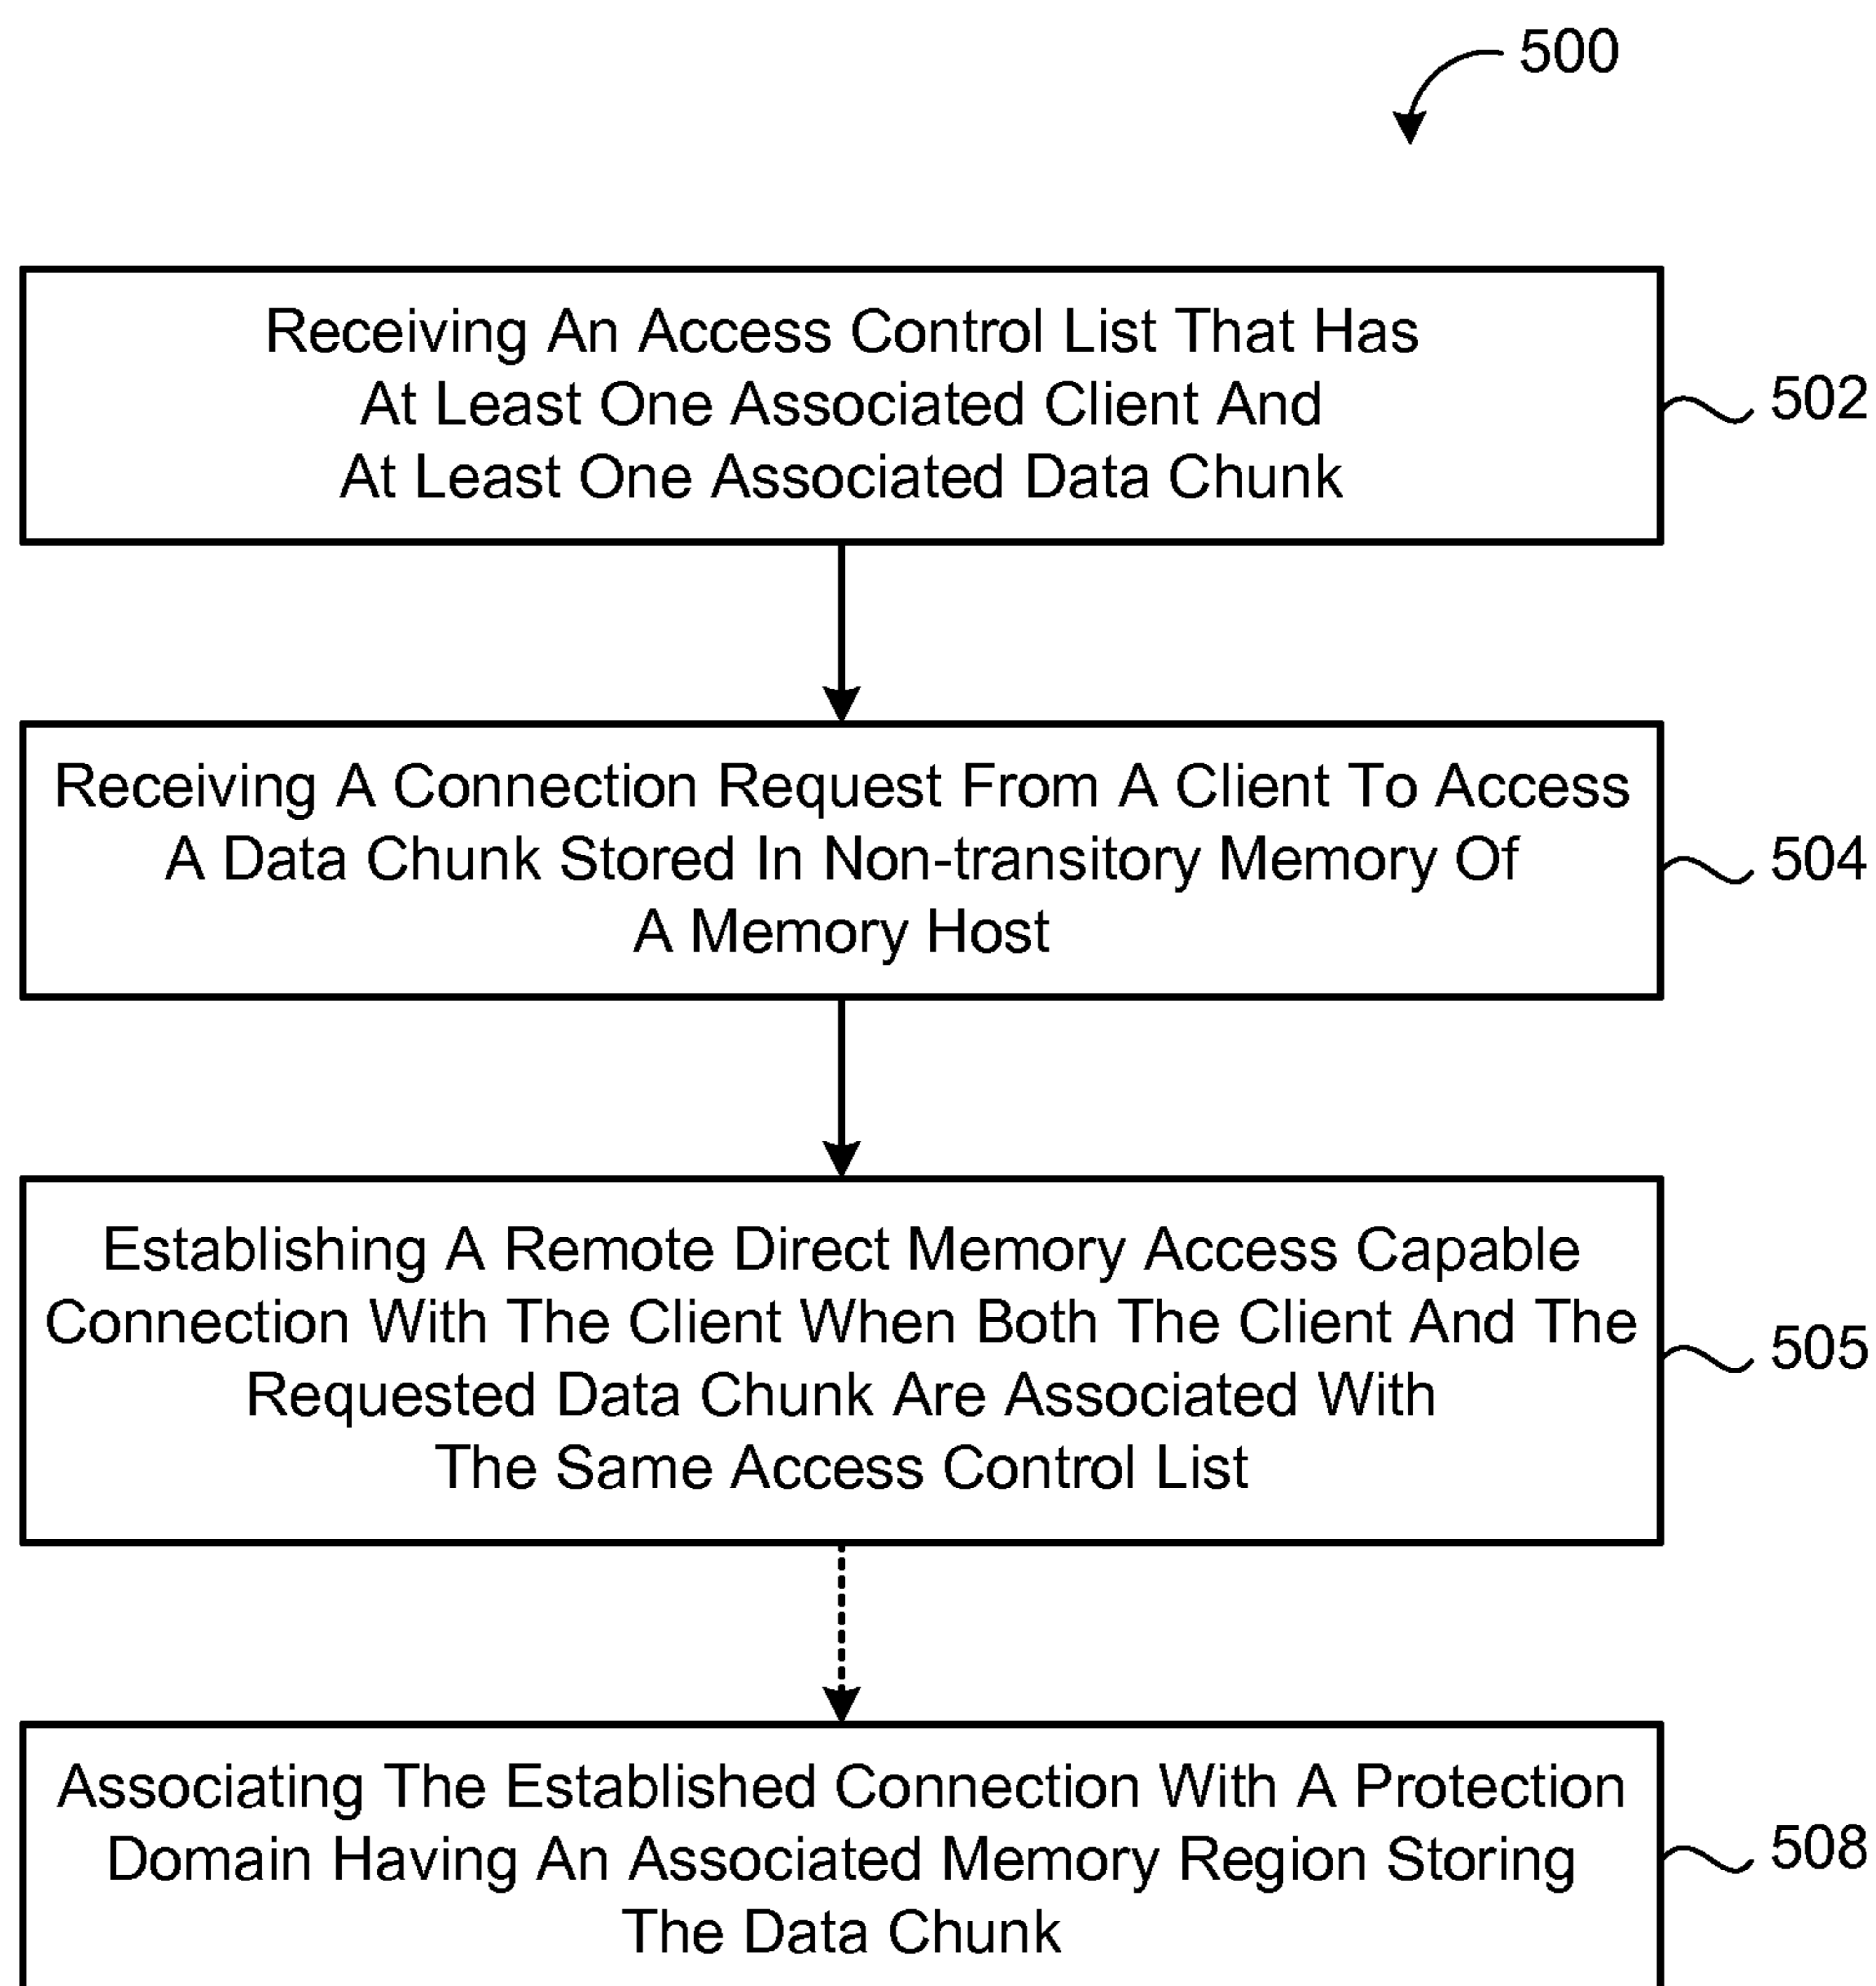 500
Receiving An Access Control List That Has
At Least One Associated Client And
At Least One Associated Data Chunk
502
Receiving A Connection Request From A Client To Access
A Data Chunk Stored In Non-transitory Memory Of
A Memory Host
504
Establishing A Remote Direct Memory Access Capable
Connection With The Client When Both The Client And The
Requested Data Chunk Are Associated With
The Same Access Control List
505
Associating The Established Connection With A Protection
Domain Having An Associated Memory Region Storing
The Data Chunk
508